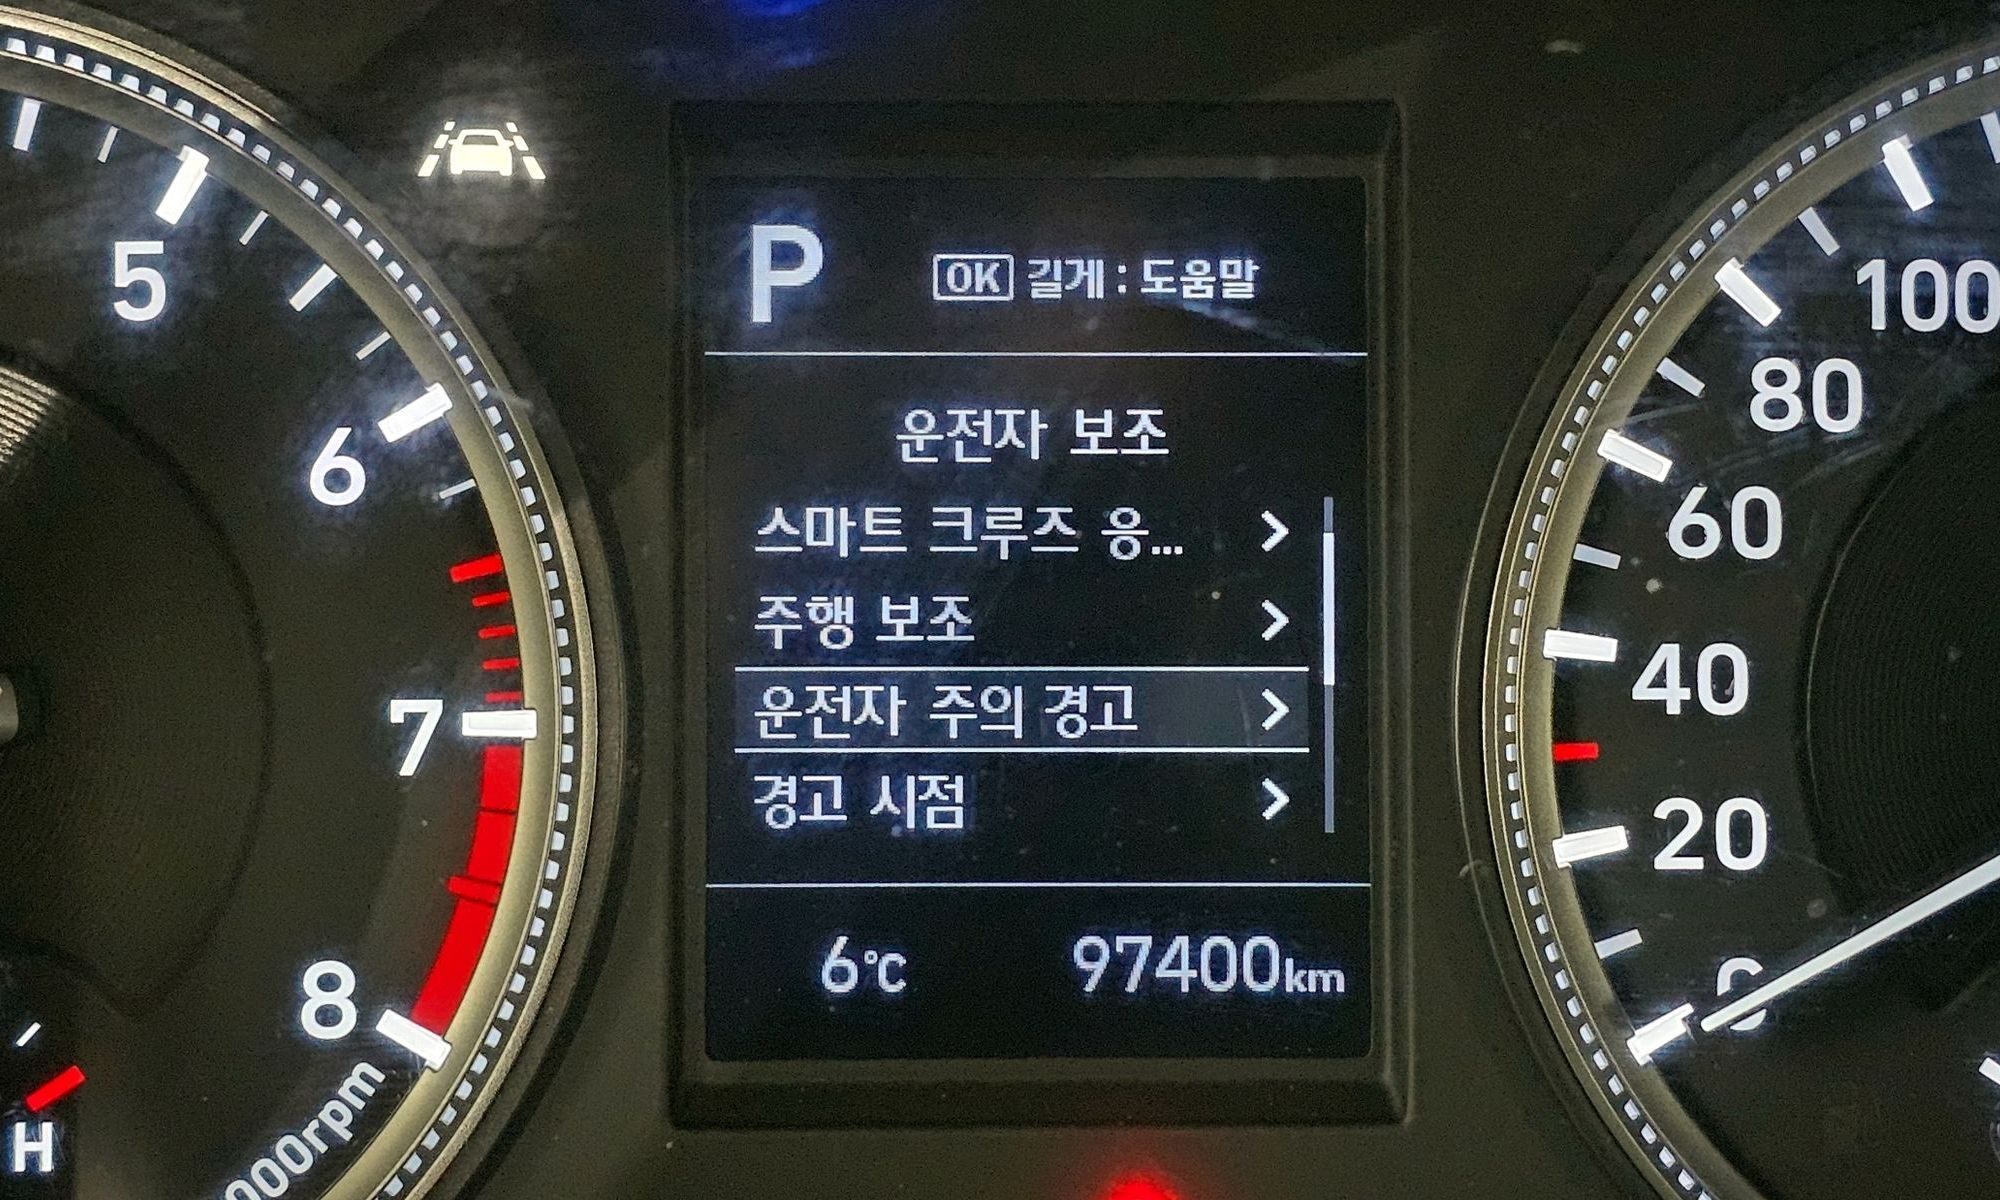 P
OK 길게 : 도움말
운전자 보조
스마트 크루즈 응...
주행 보조
운전자 주의 경고
경고 시점
6℃ 97400km
5
6
7
8
000rpm
H
100
80
60
40
20
0